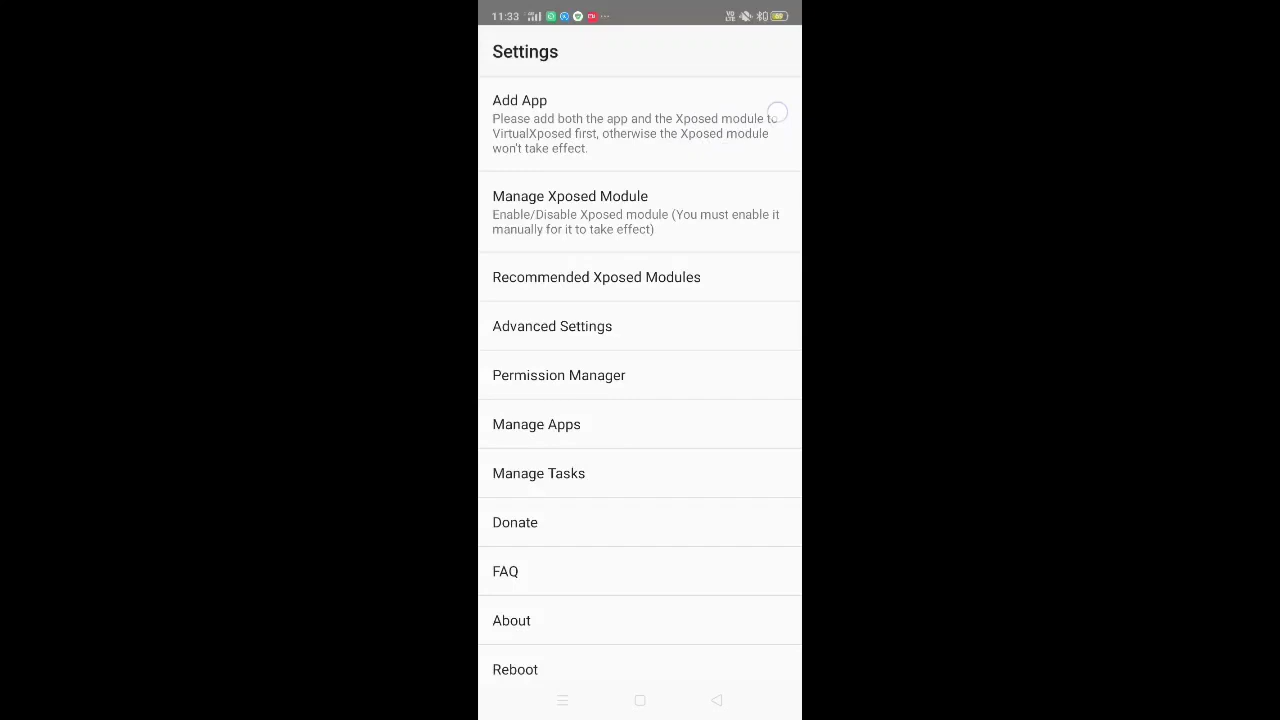 11:33
Settings
Add App
Please add both the app and the Xposed module to
VirtualXposed first, otherwise the Xposed module
won't take effect.
Manage Xposed Module
Enable/Disable Xposed module (You must enable it
manually for it to take effect)
Recommended Xposed Modules
Advanced Settings
Permission Manager
Manage Apps
Manage Tasks
Donate
FAQ
About
Reboot